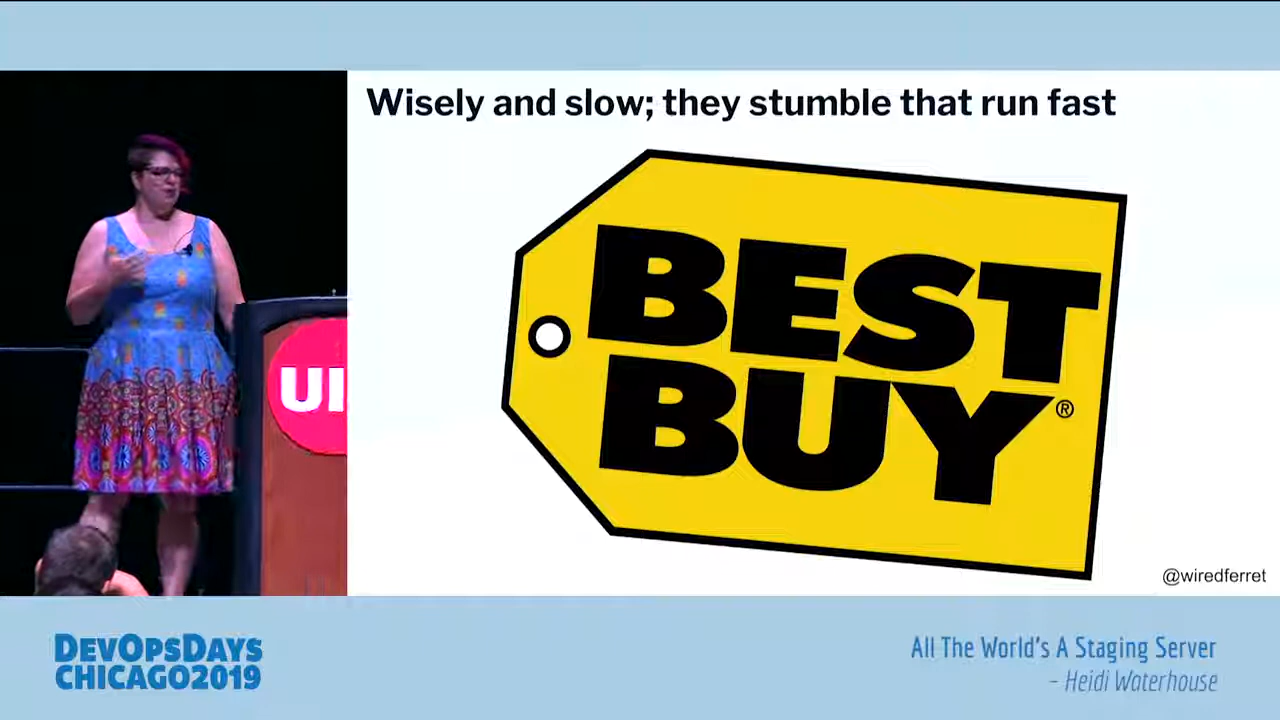 Wisely and slow; they stumble that run fast
BEST
BUY
®
UI
@wiredferret
DevOpsDays
CHICAGO2019
All The World's A Staging Server
- Heidi Waterhouse